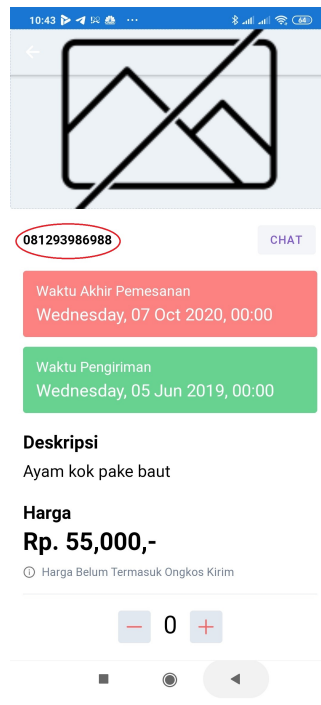 10:43 ... 64
081293986988 CHAT
Waktu Akhir Pemesanan
Wednesday, 07 Oct 2020, 00:00
Waktu Pengiriman
Wednesday, 05 Jun 2019, 00:00
Deskripsi
Ayam kok pake baut
Harga
Rp. 55,000,-
Harga Belum Termasuk Ongkos Kirim
0